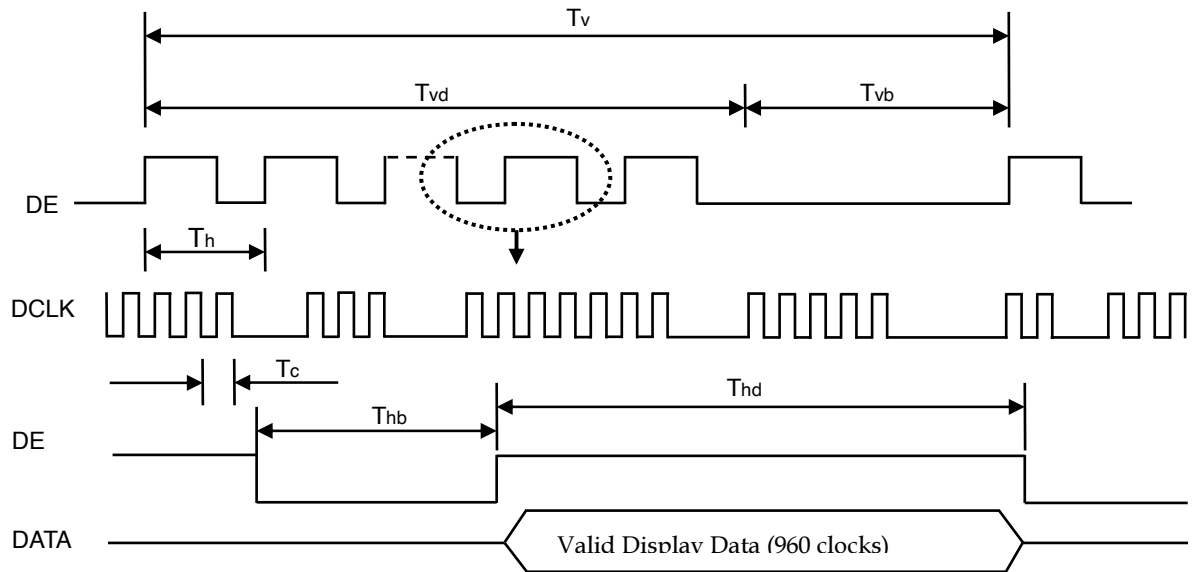 Tv
Tvd
Tvb
DE
Th
DCLK
Tc
Thd
Thb
DE
DATA
Valid Display Data (960 clocks)